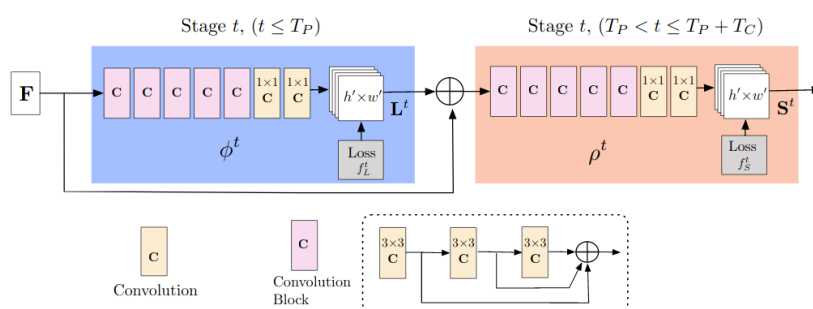 Stage t, (t ≤ T_P)
Stage t, (T_P < t ≤ T_P + T_C)
F
C C C C C 1×1 C 1×1 C
h′×w′
L^t
Loss
f_L^t
ϕ^t
C C C C C 1×1 C 1×1 C
h′×w′
S^t
Loss
f_S^t
ρ^t
C
Convolution
C
Convolution
Block
3×3 3×3 3×3
C C C